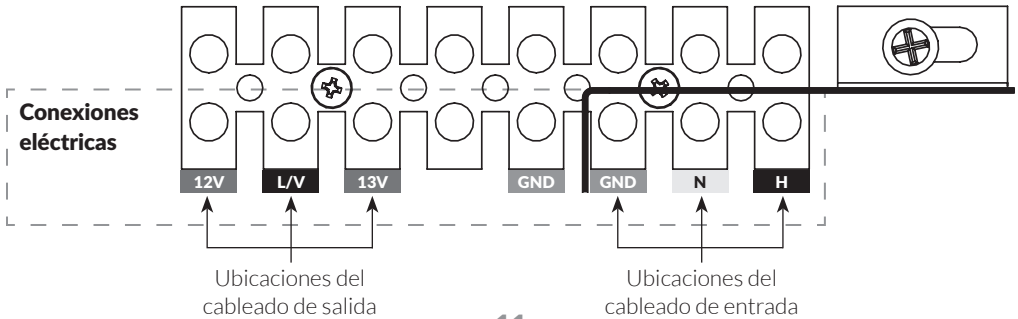 Conexiones
eléctricas
12V L/V 13V GND GND N H
Ubicaciones del
cableado de salida
Ubicaciones del
cableado de entrada